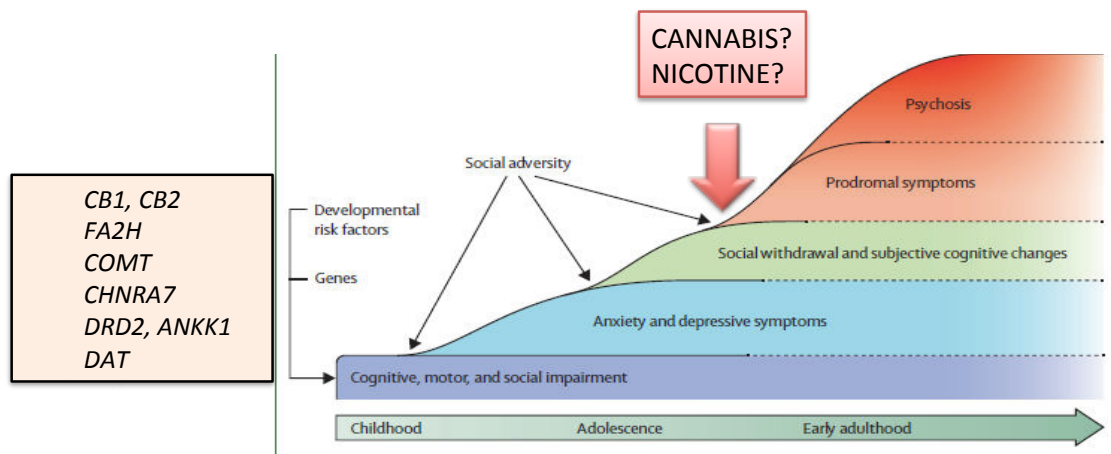 CANNABIS?
NICOTINE?
Psychosis
Social adversity
Prodromal symptoms
CB1, CB2
FA2H
COMT
CHNRA7
DRD2, ANKK1
DAT
Developmental
risk factors
Genes
Social withdrawal and subjective cognitive changes
Anxiety and depressive symptoms
Cognitive, motor, and social impairment
Childhood
Adolescence
Early adulthood